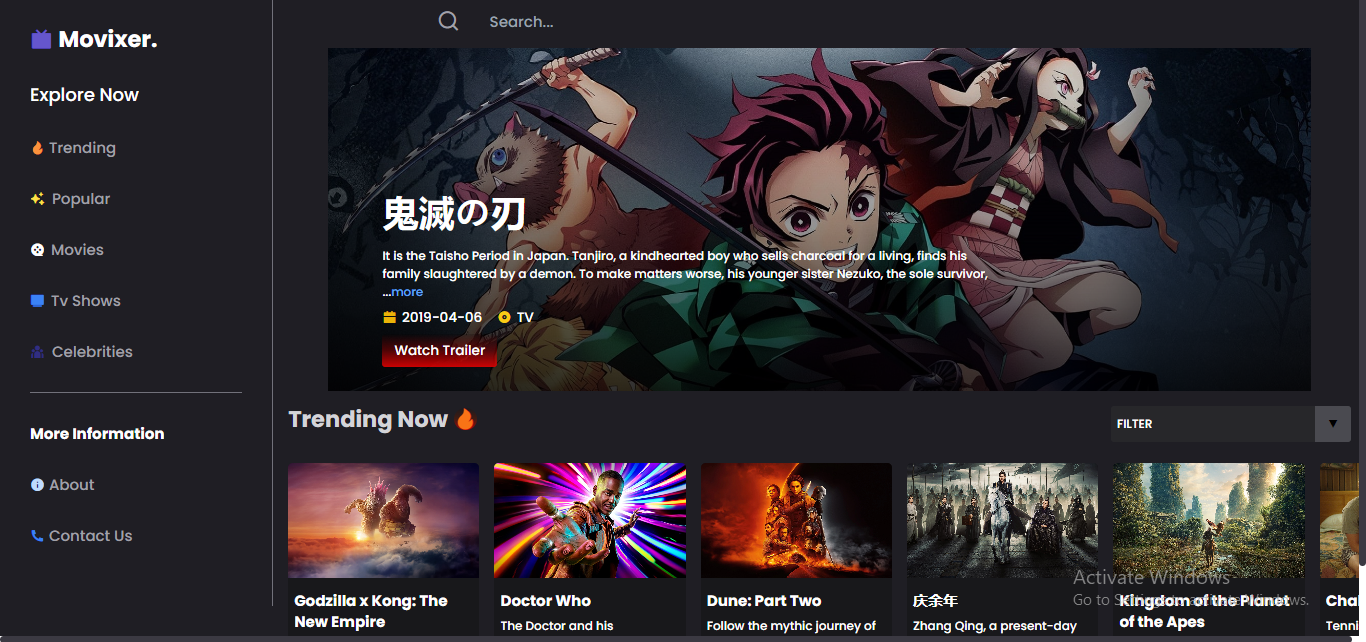 Movixer.
Explore Now
Trending
Popular
Movies
Tv Shows
Celebrities
More Information
About
Contact Us
Search...
鬼滅の刃
It is the Taisho Period in Japan. Tanjiro, a kindhearted boy who sells charcoal for a living, finds his
family slaughtered by a demon. To make matters worse, his younger sister Nezuko, the sole survivor,
...more
2019-04-06 TV
Watch Trailer
Trending Now
FILTER
Godzilla x Kong: The
New Empire
Doctor Who
The Doctor and his
Dune: Part Two
Follow the mythic journey of
庆余年
Zhang Qing, a present-day
Kingdom of the Planet
of the Apes
Cha
Tenni
Activate Windows
Go to Settings to activate Windows.